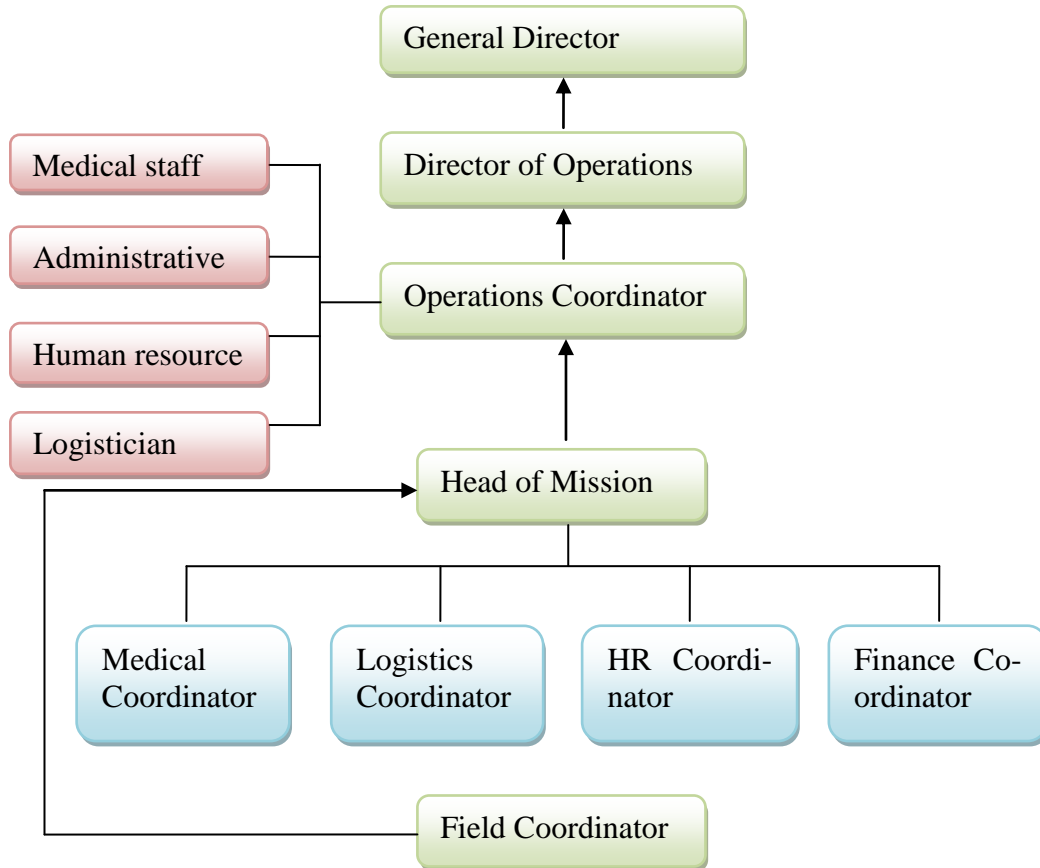 General Director
Medical staff
Director of Operations
Administrative
Operations Coordinator
Human resource
Logistician
Head of Mission
Medical
Coordinator
Logistics
Coordinator
HR Coordi-
nator
Finance Co-
ordinator
Field Coordinator